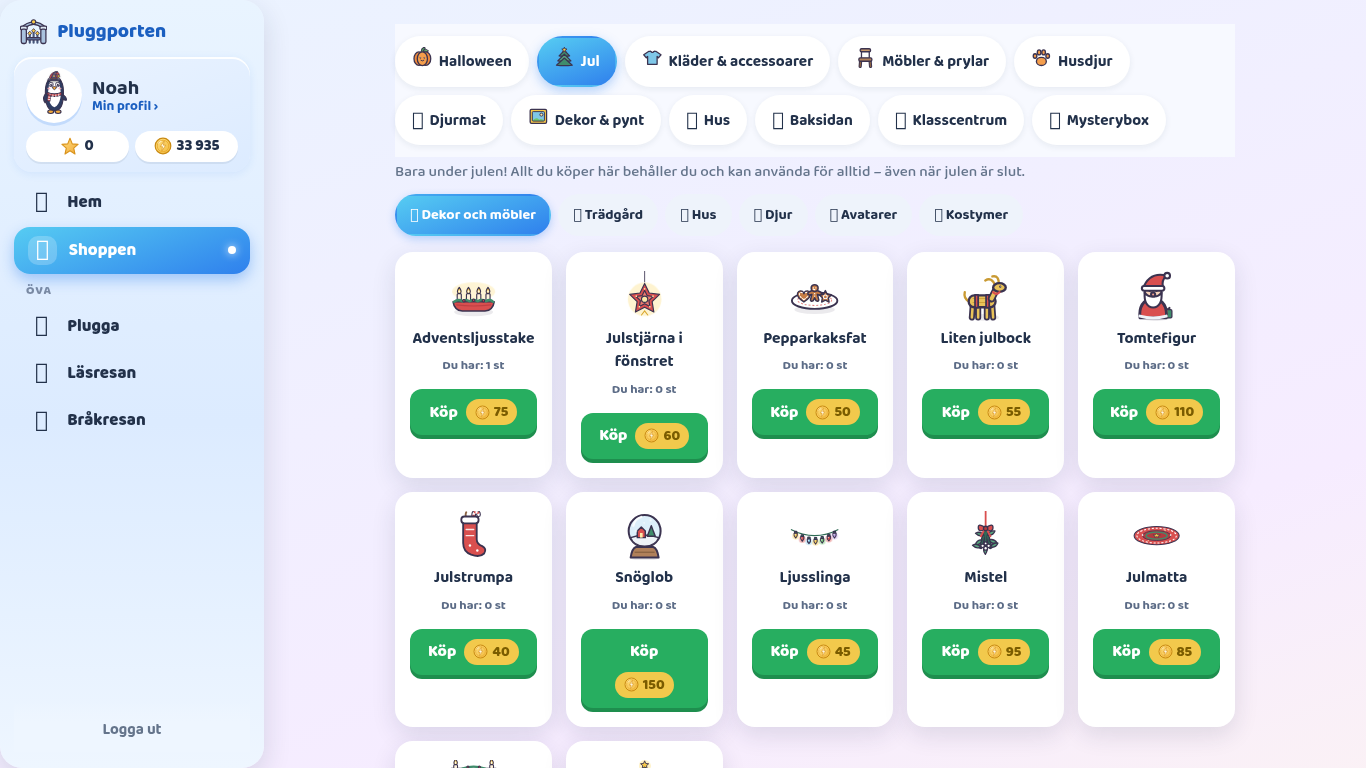 Pluggporten
Noah
Min profil ›
0
33 935
Hem
Shoppen
ÖVA
Plugga
Läsresan
Bråkresan
Logga ut
Halloween
Jul
Kläder & accessoarer
Möbler & prylar
Husdjur
Djurmat
Dekor & pynt
Hus
Baksidan
Klasscentrum
Mysterybox
Bara under julen! Allt du köper här behåller du och kan använda för alltid – även när julen är slut.
Dekor och möbler
Trädgård
Hus
Djur
Avatarer
Kostymer
Adventsljusstake
Du har: 1 st
Köp 75
Julstjärna i
fönstret
Du har: 0 st
Köp 60
Pepparkaksfat
Du har: 0 st
Köp 50
Liten julbock
Du har: 0 st
Köp 55
Tomtefigur
Du har: 0 st
Köp 110
Julstrumpa
Du har: 0 st
Köp 40
Snöglob
Du har: 0 st
Köp
150
Ljusslinga
Du har: 0 st
Köp 45
Mistel
Du har: 0 st
Köp 95
Julmatta
Du har: 0 st
Köp 85